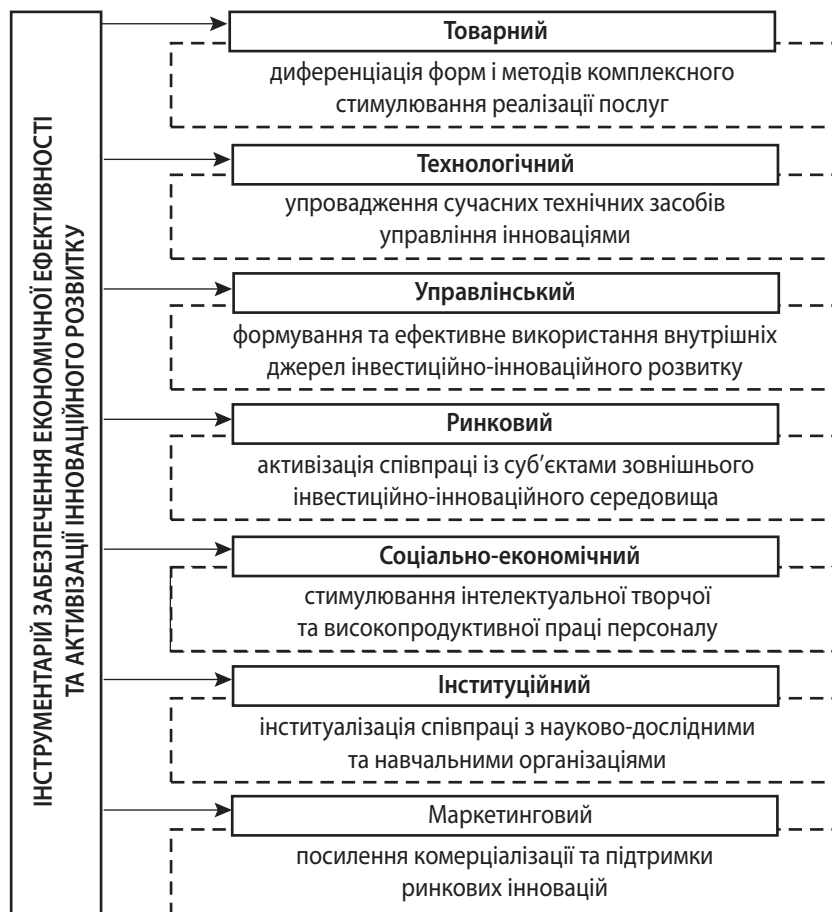 ІНСТРУМЕНТАРІЙ ЗАБЕЗПЕЧЕННЯ ЕКОНОМІЧНОЇ ЕФЕКТИВНОСТІ
ТА АКТИВІЗАЦІЇ ІННОВАЦІЙНОГО РОЗВИТКУ
Товарний
диференціація форм і методів комплексного
стимулювання реалізації послуг
Технологічний
упровадження сучасних технічних засобів
управління інноваціями
Управлінський
формування та ефективне використання внутрішніх
джерел інвестиційно-інноваційного розвитку
Ринковий
активізація співпраці із суб’єктами зовнішнього
інвестиційно-інноваційного середовища
Соціально-економічний
стимулювання інтелектуальної творчої
та високопродуктивної праці персоналу
Інституційний
інституалізація співпраці з науково-дослідними
та навчальними організаціями
Маркетинговий
посилення комерціалізації та підтримки
ринкових інновацій